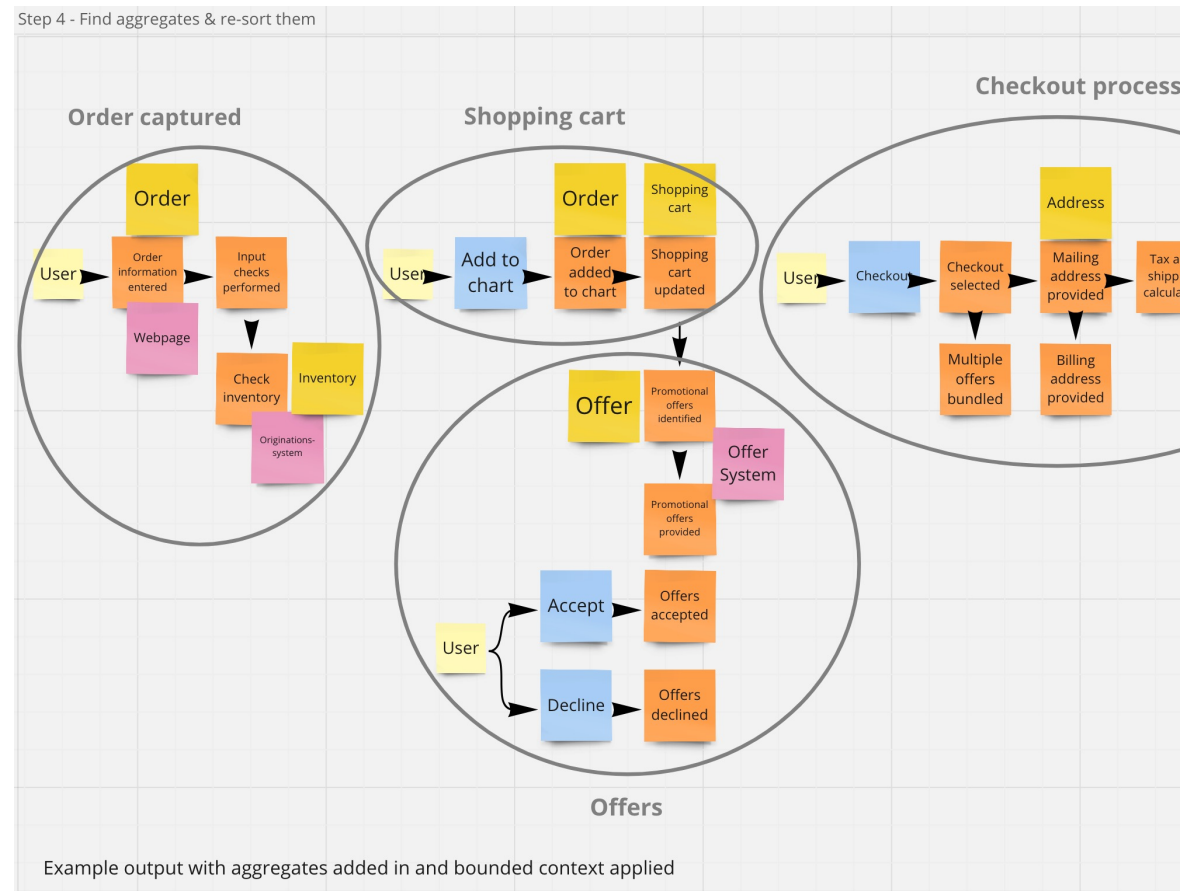 Step 4 - Find aggregates & re-sort them
Order captured
Order
User
Order
information
entered
Input
checks
performed
Webpage
Check
inventory
Inventory
Originations-
system
Shopping cart
Order
Shopping
cart
User
Add to
chart
Order
added
to chart
Shopping
cart
updated
Offer
Promotional
offers
identified
Offer
System
Promotional
offers
provided
User
Accept
Offers
accepted
Decline
Offers
declined
Offers
Checkout process
Address
User
Checkout
Checkout
selected
Mailing
address
provided
Tax
Multiple
offers
bundled
Billing
address
provided
Example output with aggregates added in and bounded context applied